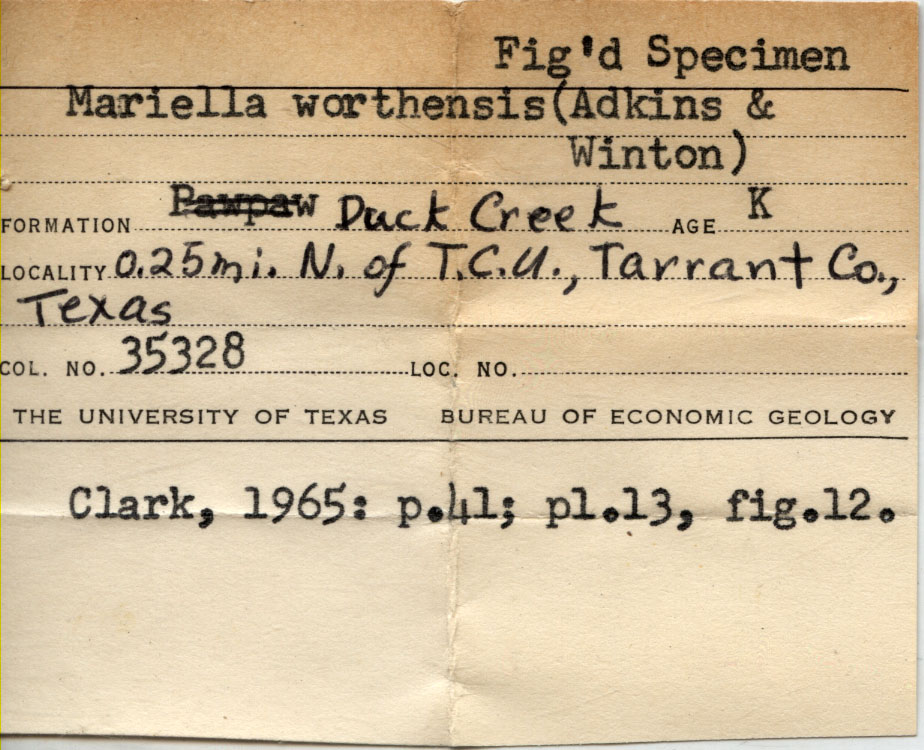 Fig'd Specimen
Mariella worthensis(Adkins &
Winton)
FORMATION Pawpaw Duck Creek AGE K
LOCALITY 0.25mi. N. of T.C.U., Tarrant Co.,
Texas
COL. NO. 35328 LOC. NO.
THE UNIVERSITY OF TEXAS BUREAU OF ECONOMIC GEOLOGY
Clark, 1965: p.41; pl.13, fig.12.